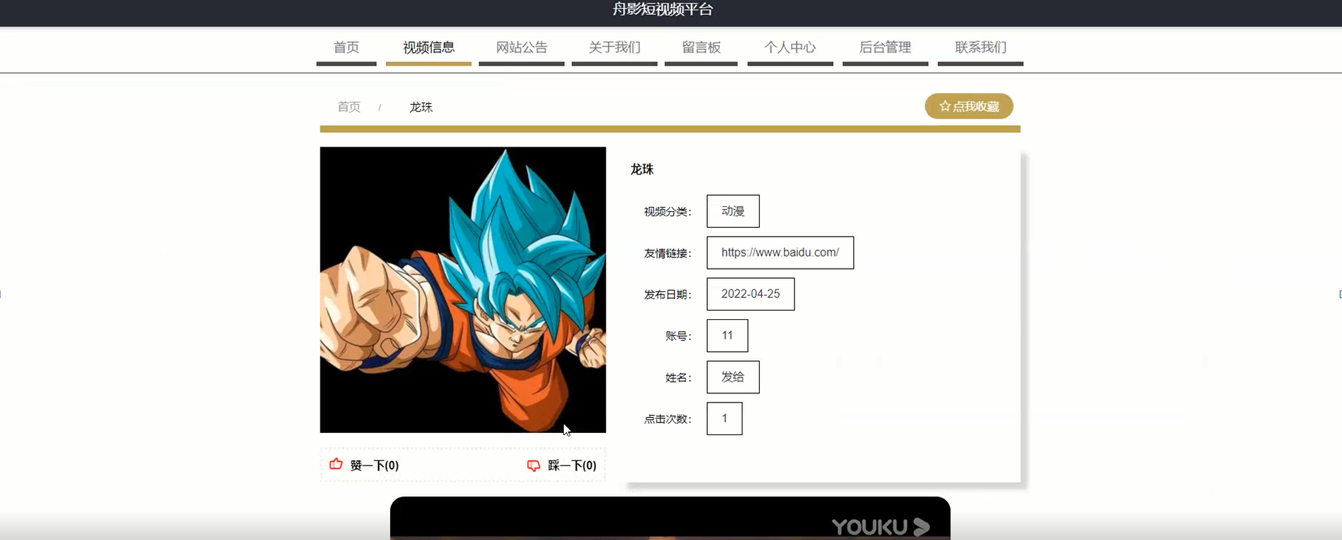 舟影短视频平台
首页 视频信息 网站公告 关于我们 留言板 个人中心 后台管理 联系我们
首页 / 龙珠
点我收藏
龙珠
视频分类： 动漫
友情链接： https://www.baidu.com/
发布日期： 2022-04-25
账号： 11
姓名： 发给
点击次数： 1
赞一下(0) 踩一下(0)
YOUKU